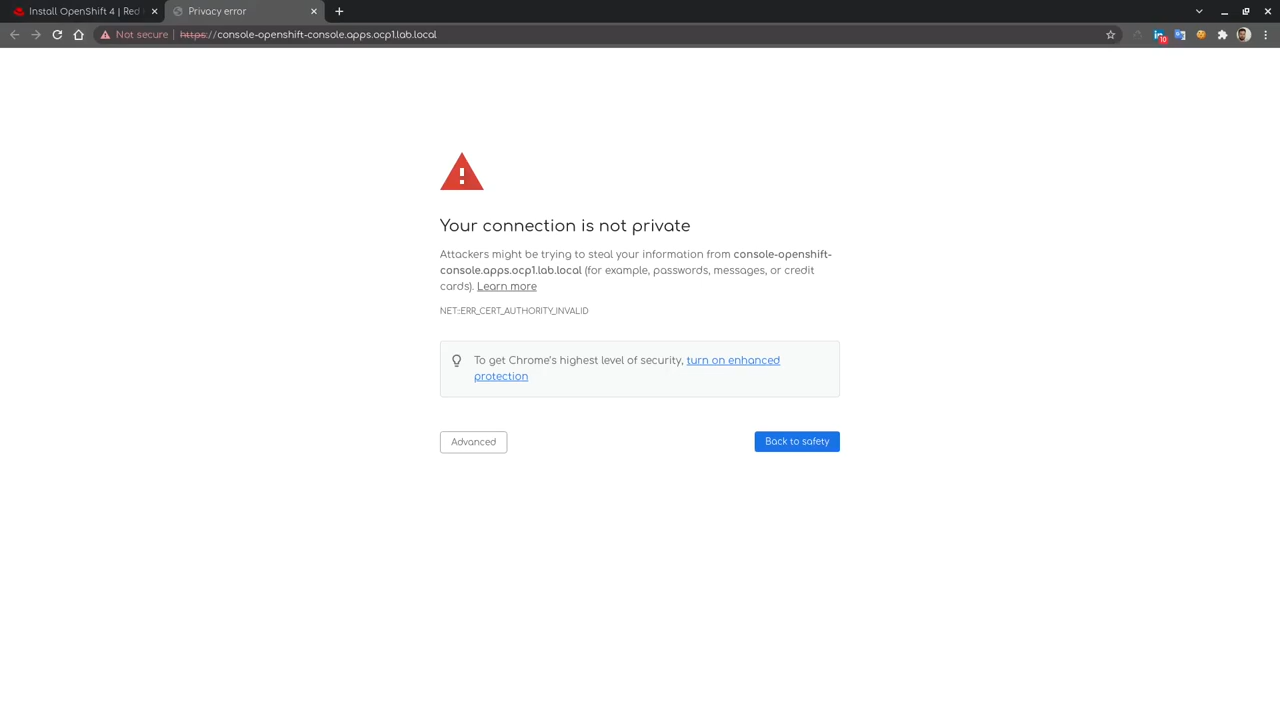 Install OpenShift 4 | Red
Privacy error
Not secure
https://console-openshift-console.apps.ocp1.lab.local
10
Your connection is not private
Attackers might be trying to steal your information from console-openshift-
console.apps.ocp1.lab.local (for example, passwords, messages, or credit
cards). Learn more
NET::ERR_CERT_AUTHORITY_INVALID
To get Chrome's highest level of security, turn on enhanced
protection
Advanced
Back to safety